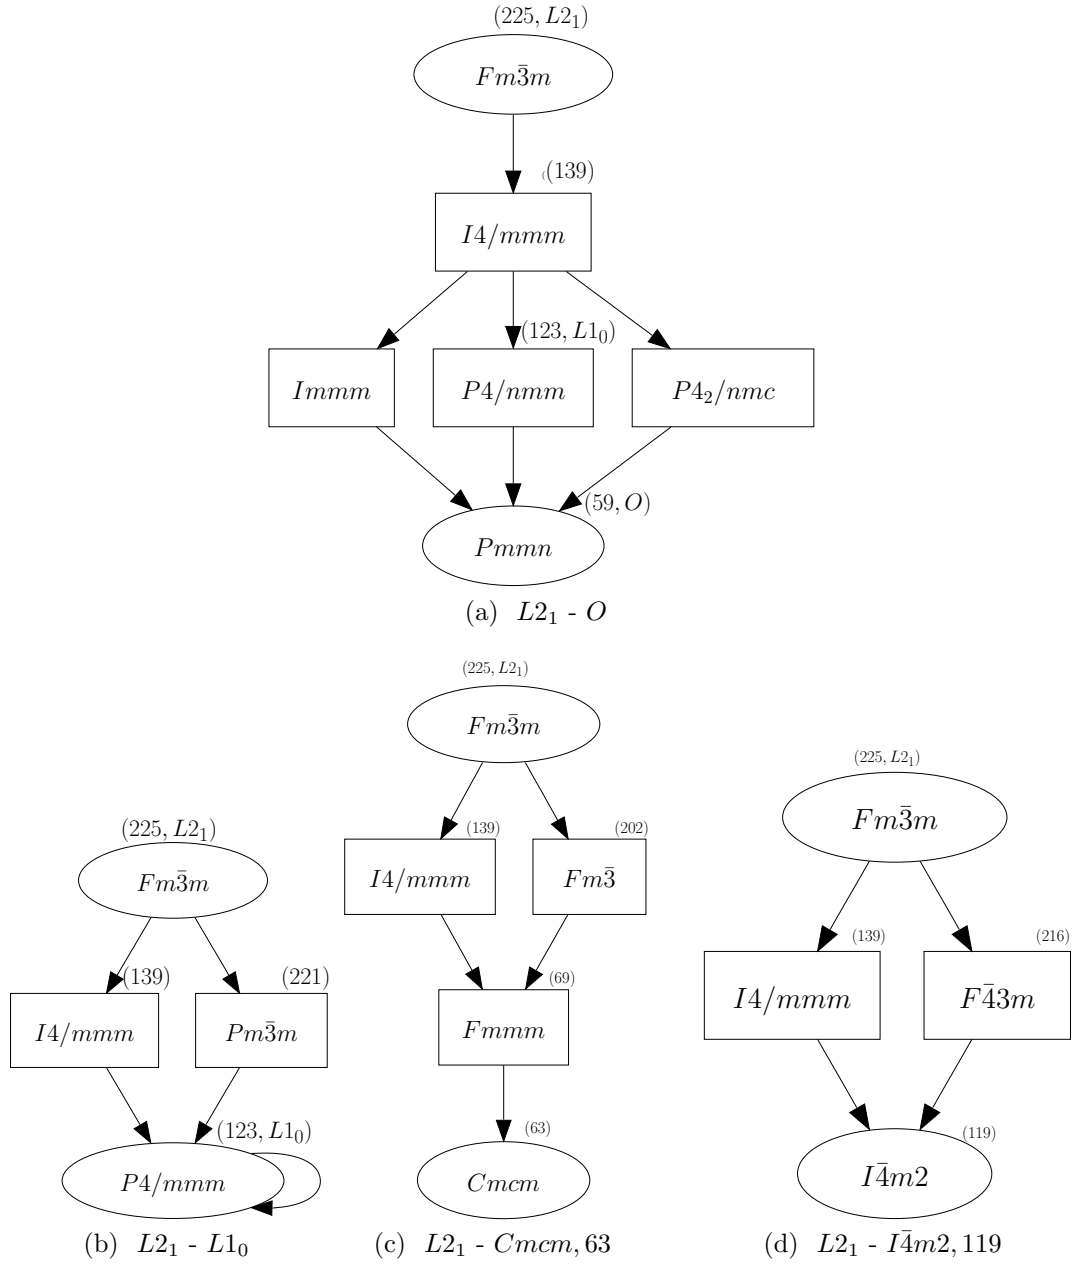 (225, L2₁)
Fm3̄m
(139)
I4/mmm
(123, L1₀)
Immm
P4/nmm
P4₂/nmc
(59, O)
Pmmn
(a) L2₁ - O
(225, L2₁)
Fm3̄m
(139)
(221)
I4/mmm
Pm3̄m
(123, L1₀)
P4/mmm
(b) L2₁ - L1₀
(225, L2₁)
Fm3̄m
(139)
(202)
I4/mmm
Fm3̄
(69)
Fmmm
(63)
Cmcm
(c) L2₁ - Cmcm, 63
(225, L2₁)
Fm3̄m
(139)
(216)
I4/mmm
F4̄3m
(119)
I4̄m2
(d) L2₁ - I4̄m2, 119